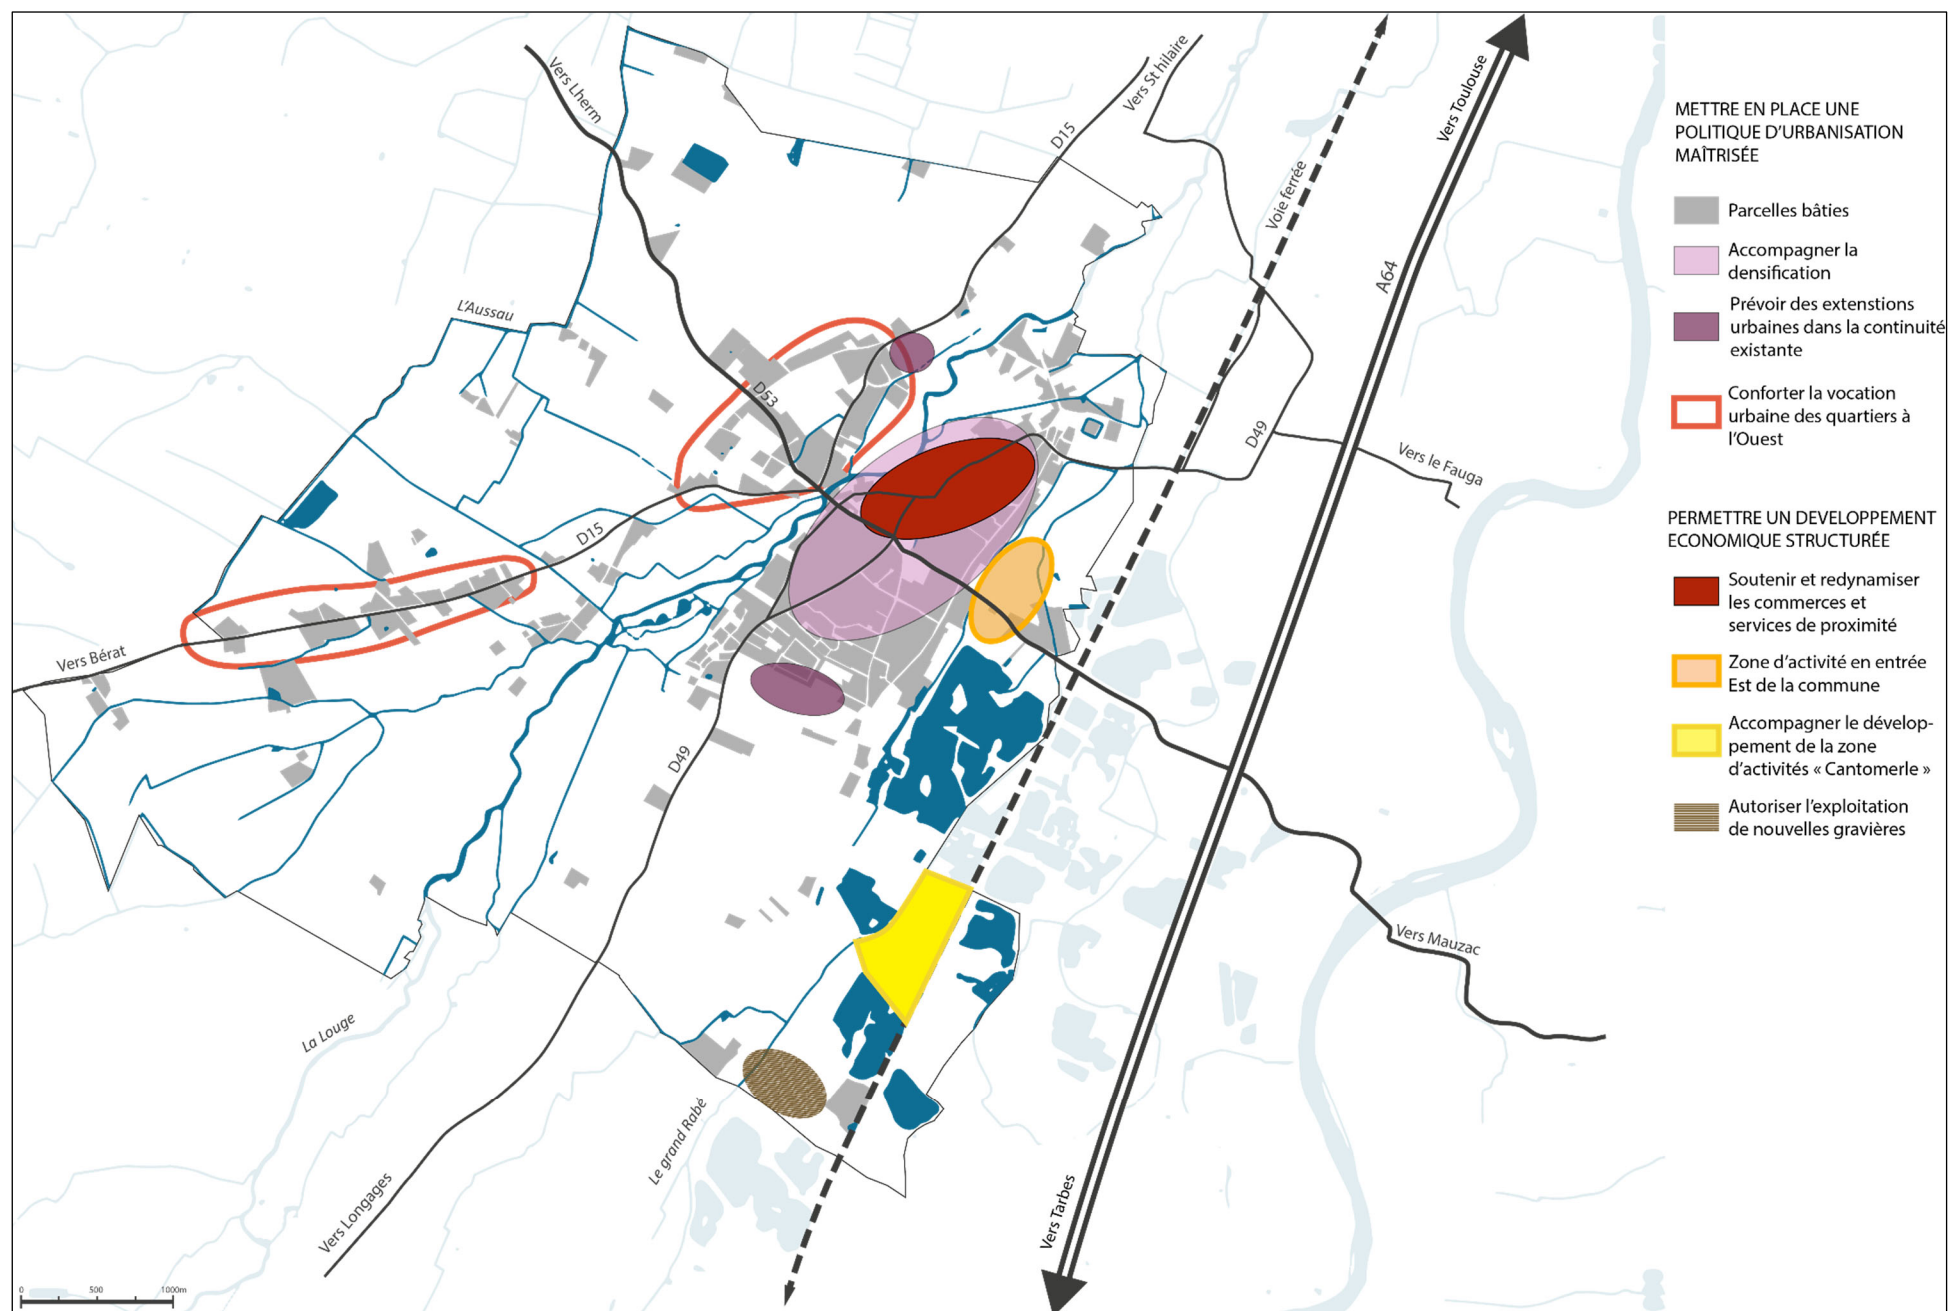 Vers Lherm
Vers St hilaire
D15
Voie ferrée
Vers Toulouse
A64
L'Aussau
D53
D49
Vers le Fauga
D15
Vers Bérat
D49
Vers Mauzac
La Louge
Le grand Rabé
Vers Longages
Vers Tarbes
0 500 1000m
METTRE EN PLACE UNE
POLITIQUE D'URBANISATION
MAÎTRISÉE
Parcelles bâties
Accompagner la
densification
Prévoir des extenstions
urbaines dans la continuité
existante
Conforter la vocation
urbaine des quartiers à
l'Ouest
PERMETTRE UN DEVELOPPEMENT
ECONOMIQUE STRUCTURÉE
Soutenir et redynamiser
les commerces et
services de proximité
Zone d'activité en entrée
Est de la commune
Accompagner le dévelop-
pement de la zone
d'activités « Cantomerle »
Autoriser l'exploitation
de nouvelles gravières